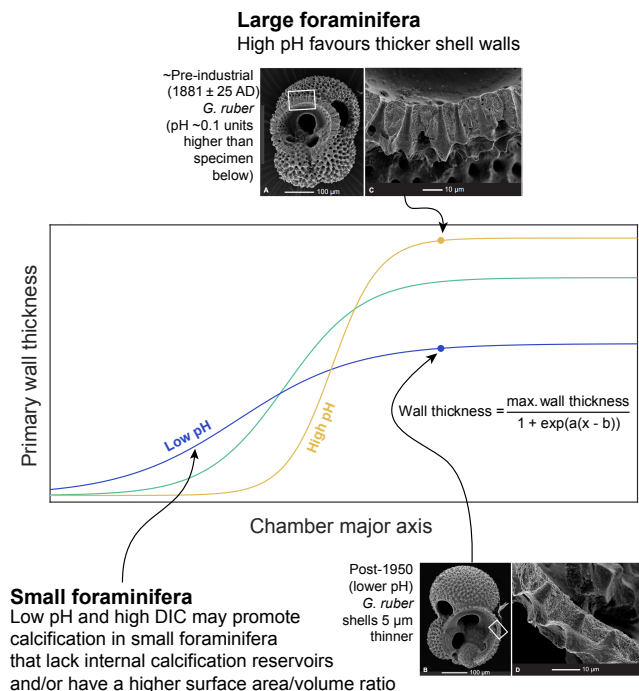 Large foraminifera
High pH favours thicker shell walls
~Pre-industrial
(1881 ± 25 AD)
G. ruber
(pH ~0.1 units
higher than
specimen
below)
A
100 µm
C
10 µm
Primary wall thickness
Low pH
High pH
Wall thickness = max. wall thickness
1 + exp(a(x - b))
Chamber major axis
Small foraminifera
Low pH and high DIC may promote
calcification in small foraminifera
that lack internal calcification reservoirs
and/or have a higher surface area/volume ratio
Post-1950
(lower pH)
G. ruber
shells 5 µm
thinner
B
100 µm
D
10 µm